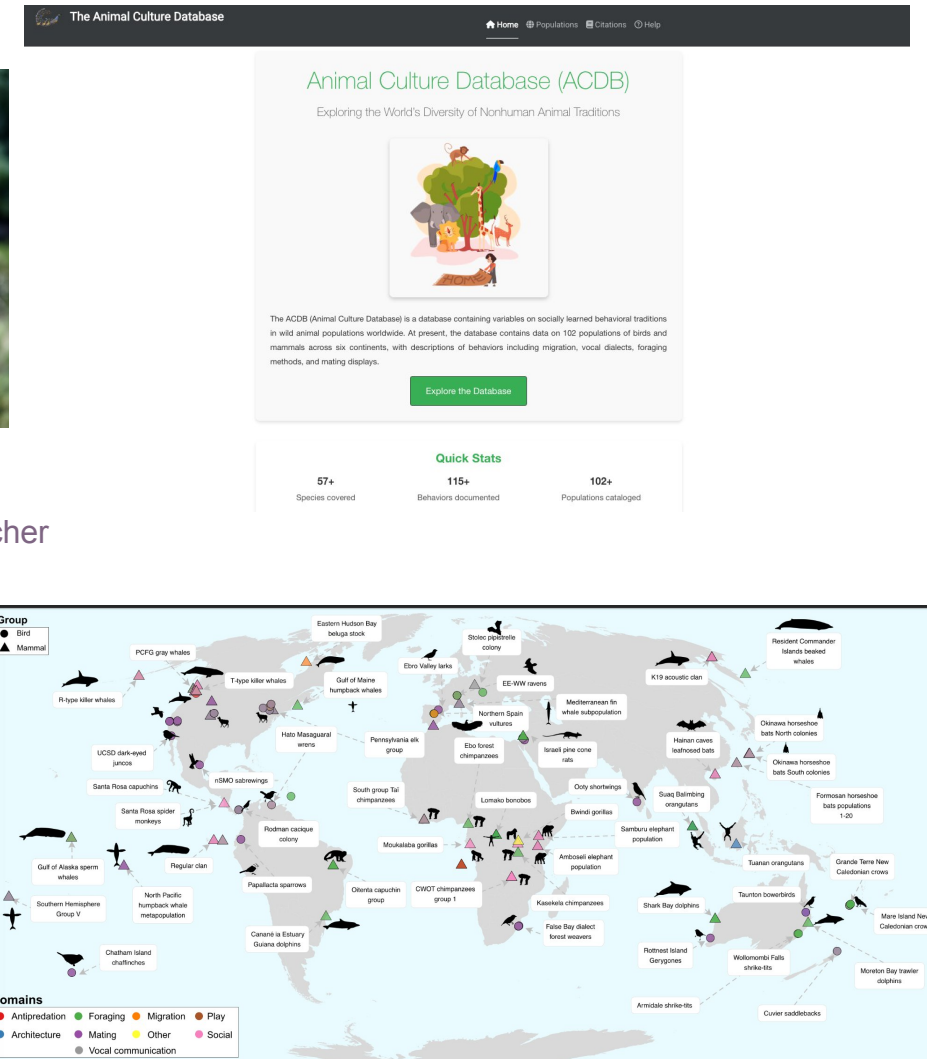 The Animal Culture Database
Home Populations Citations Help
Animal Culture Database (ACDB)
Exploring the World's Diversity of Nonhuman Animal Traditions
HOME
The ACDB (Animal Culture Database) is a database containing variables on socially learned behavioral traditions
in wild animal populations worldwide. At present, the database contains data on 102 populations of birds and
mammals across six continents, with descriptions of behaviors including migration, vocal dialects, foraging
methods, and mating displays.
Explore the Database
Quick Stats
57+ 115+ 102+
Species covered Behaviors documented Populations cataloged
cher
Group
Bird
Mammal
PCFG gray whales
R-type killer whales
T-type killer whales
Eastern Hudson Bay
beluga stock
Gulf of Maine
humpback whales
Ebro Valley larks
Stolec pipistrelle
colony
EE-WW ravens
K19 acoustic clan
Resident Commander
Islands beaked
whales
UCSD dark-eyed
juncos
Hato Masaguaral
wrens
Pennsylvania elk
group
Northern Spain
vultures
Mediterranean fin
whale subpopulation
Ebo forest
chimpanzees
Israeli pine cone
rats
Hainan caves
leafnosed bats
Okinawa horseshoe
bats North colonies
Okinawa horseshoe
bats South colonies
Formosan horseshoe
bats populations
1-20
Santa Rosa capuchins
nSMO sabrewings
Santa Rosa spider
monkeys
Rodman cacique
colony
South group Taï
chimpanzees
Lomako bonobos
Ooty shortwings
Bwindi gorillas
Suaq Balimbing
orangutans
Moukalaba gorillas
Samburu elephant
population
Amboseli elephant
population
Tuanan orangutans
Gulf of Alaska sperm
whales
Southern Hemisphere
Group V
North Pacific
humpback whale
metapopulation
Regular clan
Papallacta sparrows
Oitenta capuchin
group
CWOT chimpanzees
group 1
Kasekela chimpanzees
False Bay dialect
forest weavers
Cananéia Estuary
Guiana dolphins
Chatham Island
chaffinches
Shark Bay dolphins
Taunton bowerbirds
Grande Terre New
Caledonian crows
Mare Island New
Caledonian crow
Rottnest Island
Gerygones
Wollomombi Falls
shrike-tits
Moreton Bay trawler
dolphins
Armidale shrike-tits
Cuvier saddlebacks
omains
Antipredation Foraging Migration Play
Architecture Mating Other Social
Vocal communication